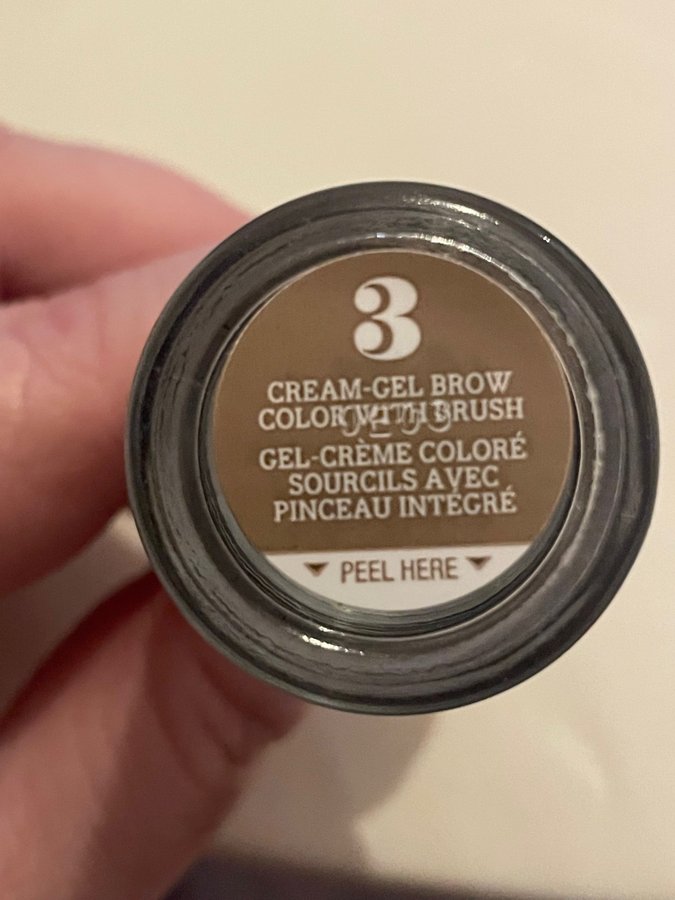 3
CREAM-GEL BROW
COLOR WITH BRUSH
GEL-CRÈME COLORÉ
SOURCILS AVEC
PINCEAU INTÉGRÉ
PEEL HERE